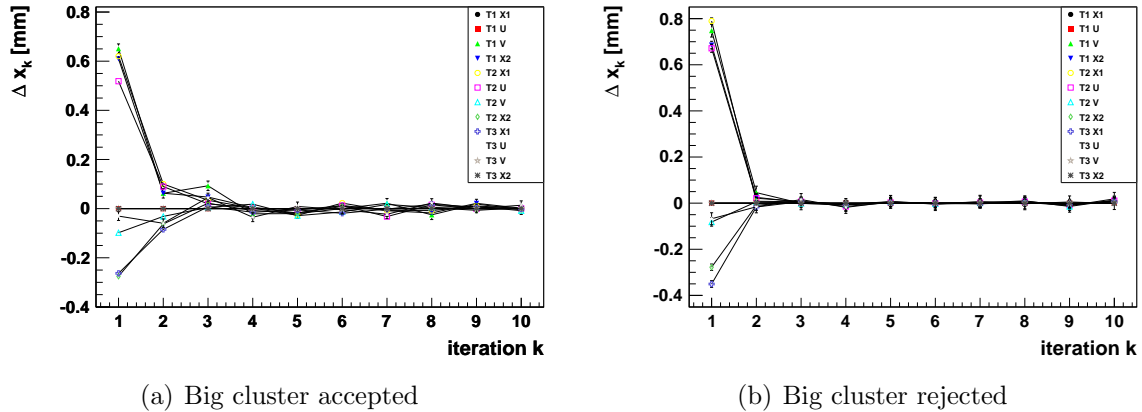 Δ x_k [mm]
0.6
0.4
0.2
0
-0.2
-0.4
1 2 3 4 5 6 7 8 9 10
iteration k
T1 X1
T1 U
T1 V
T1 X2
T2 X1
T2 U
T2 V
T2 X2
T3 X1
T3 U
T3 V
T3 X2
(a) Big cluster accepted
Δ x_k [mm]
0.8
0.6
0.4
0.2
0
-0.2
-0.4
1 2 3 4 5 6 7 8 9 10
iteration k
T1 X1
T1 U
T1 V
T1 X2
T2 X1
T2 U
T2 V
T2 X2
T3 X1
T3 U
T3 V
T3 X2
(b) Big cluster rejected